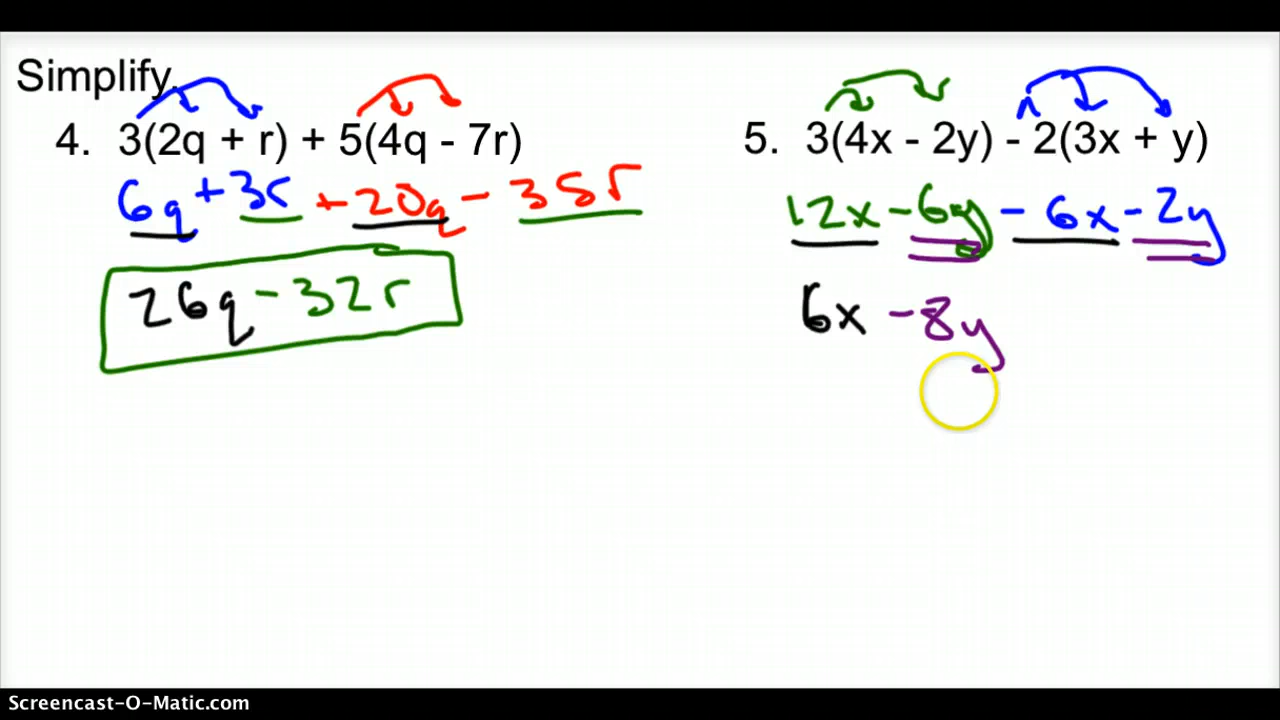 Simplify.
4. 3(2q + r) + 5(4q - 7r)
6q + 3r + 20q - 35r
26q - 32r
5. 3(4x - 2y) - 2(3x + y)
12x - 6y - 6x - 2y
6x - 8y
Screencast-O-Matic.com